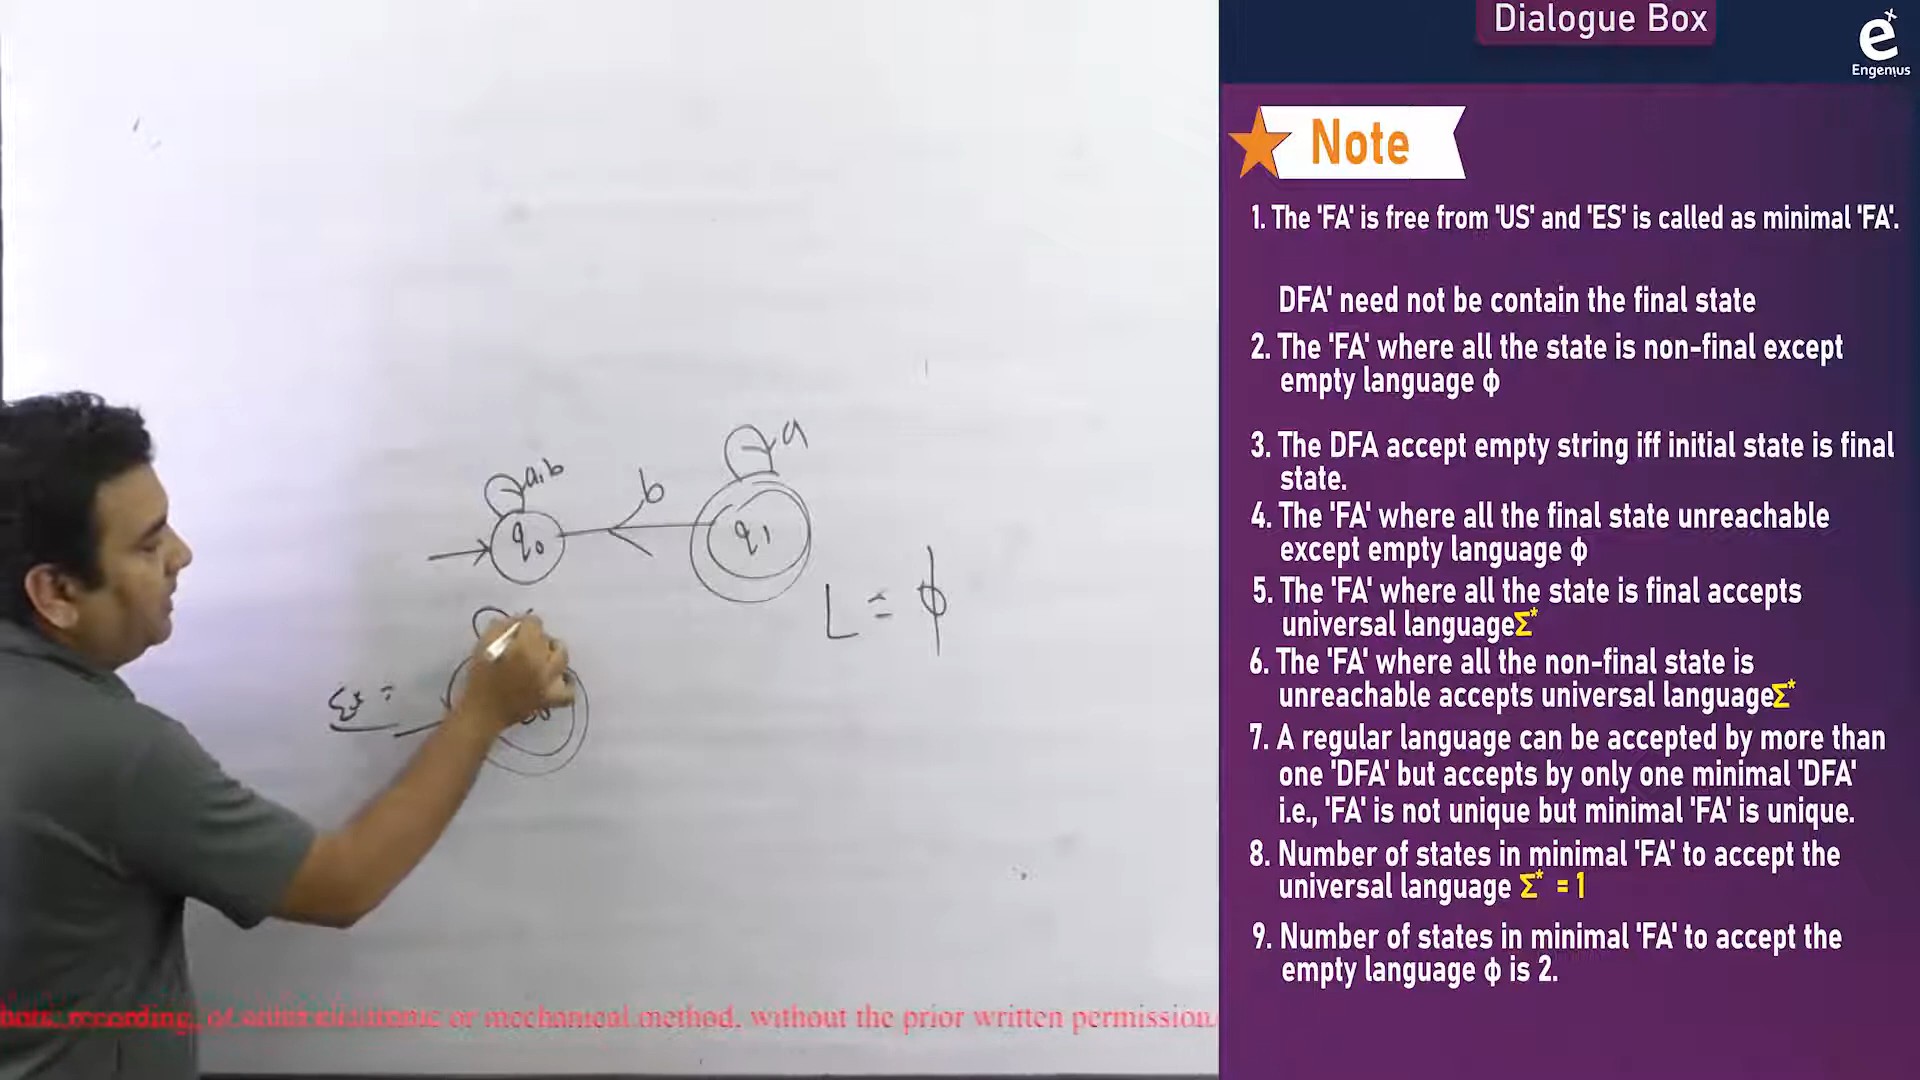 Dialogue Box
Engenius
Note
1. The 'FA' is free from 'US' and 'ES' is called as minimal 'FA'.
DFA' need not be contain the final state
2. The 'FA' where all the state is non-final except
empty language ϕ
3. The DFA accept empty string iff initial state is final
state.
4. The 'FA' where all the final state unreachable
except empty language ϕ
5. The 'FA' where all the state is final accepts
universal language Σ*
6. The 'FA' where all the non-final state is
unreachable accepts universal language Σ*
7. A regular language can be accepted by more than
one 'DFA' but accepts by only one minimal 'DFA'
i.e., 'FA' is not unique but minimal 'FA' is unique.
8. Number of states in minimal 'FA' to accept the
universal language Σ* = 1
9. Number of states in minimal 'FA' to accept the
empty language ϕ is 2.
a
a,b
b
q0
q1
L = ϕ
Σ* =
recording, or other electronic or mechanical method, without the prior written permission.